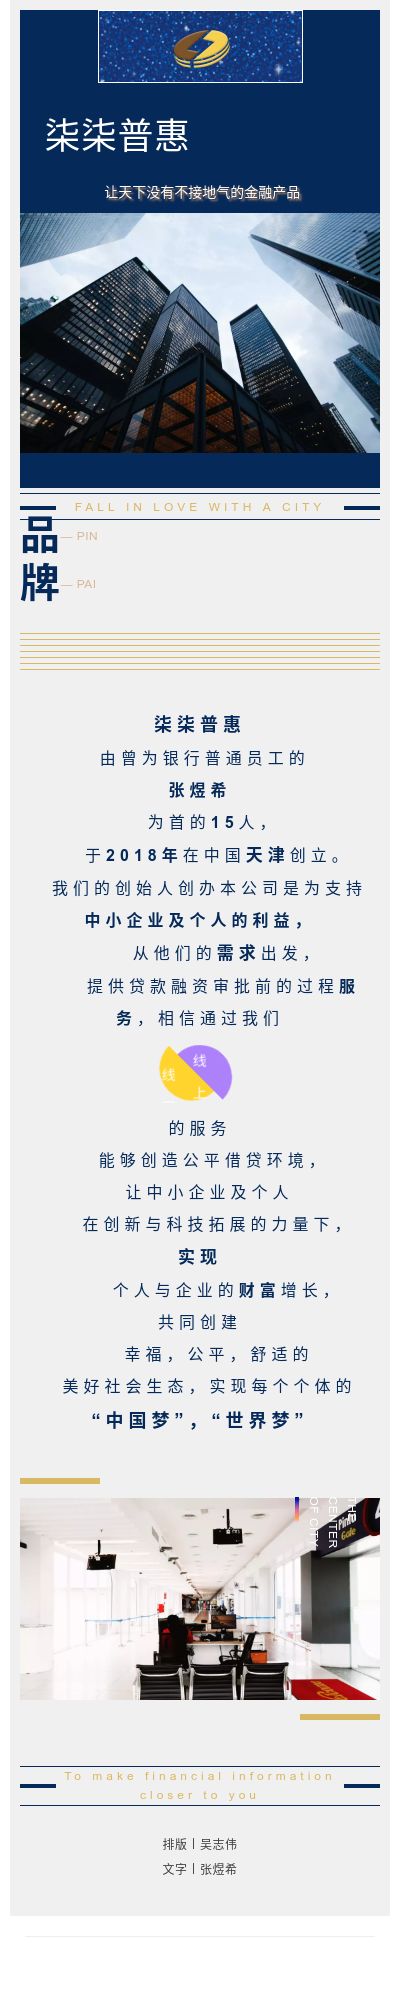 柒柒普惠
让天下没有不接地气的金融产品
FALL IN LOVE WITH A CITY
品
— PIN
牌
— PAI
柒柒普惠
由曾为银行普通员工的
张煜希
为首的15人，
于2018年在中国天津创立。
我们的创始人创办本公司是为支持
中小企业及个人的利益，
从他们的需求出发，
提供贷款融资审批前的过程服
务，相信通过我们
线
线
上
的服务
能够创造公平借贷环境，
让中小企业及个人
在创新与科技拓展的力量下，
实现
个人与企业的财富增长，
共同创建
幸福，公平，舒适的
美好社会生态，实现每个个体的
“中国梦”，“世界梦”
THE
CENTER
OF CITY
Gate
To make financial information
closer to you
排版丨吴志伟
文字丨张煜希